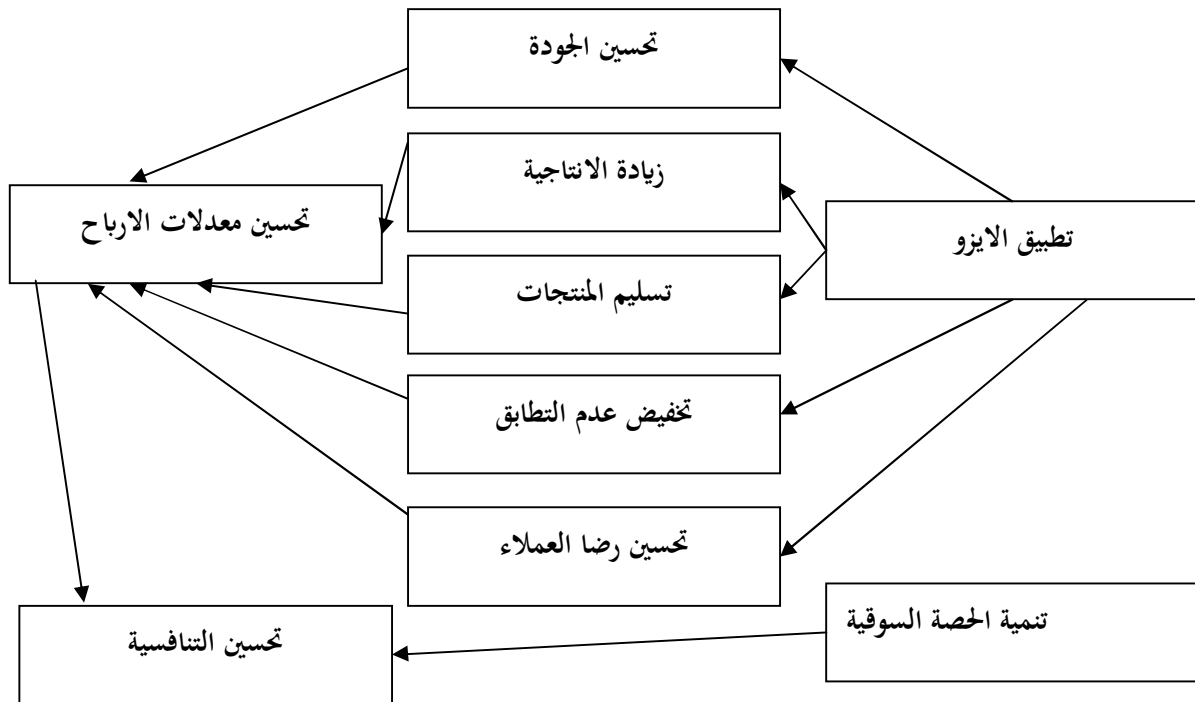 تحسين الجودة
زيادة الانتاجية
تطبيق الايزو
تحسين معدلات الارباح
تسليم المنتجات
تخفيض عدم التطابق
تحسين رضا العملاء
تنمية الحصة السوقية
تحسين التنافسية